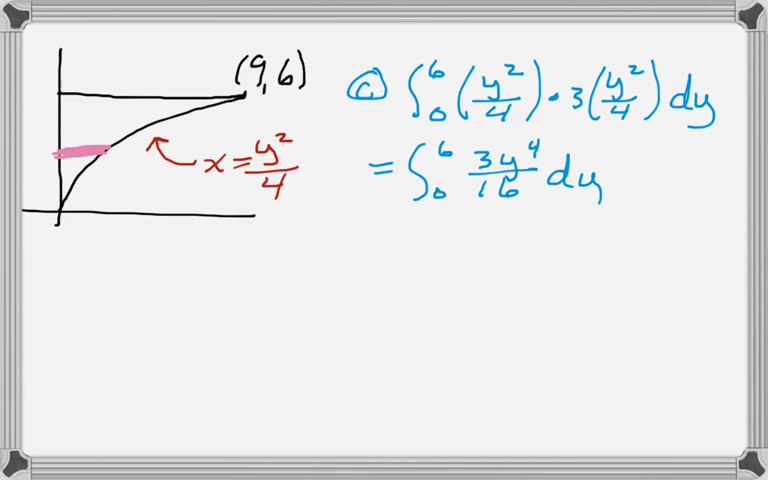 (9,6)
x = y²/4
(c) ∫₀⁶ (y²/4) · 3(y²/4) dy
= ∫₀⁶ 3y⁴/16 dy